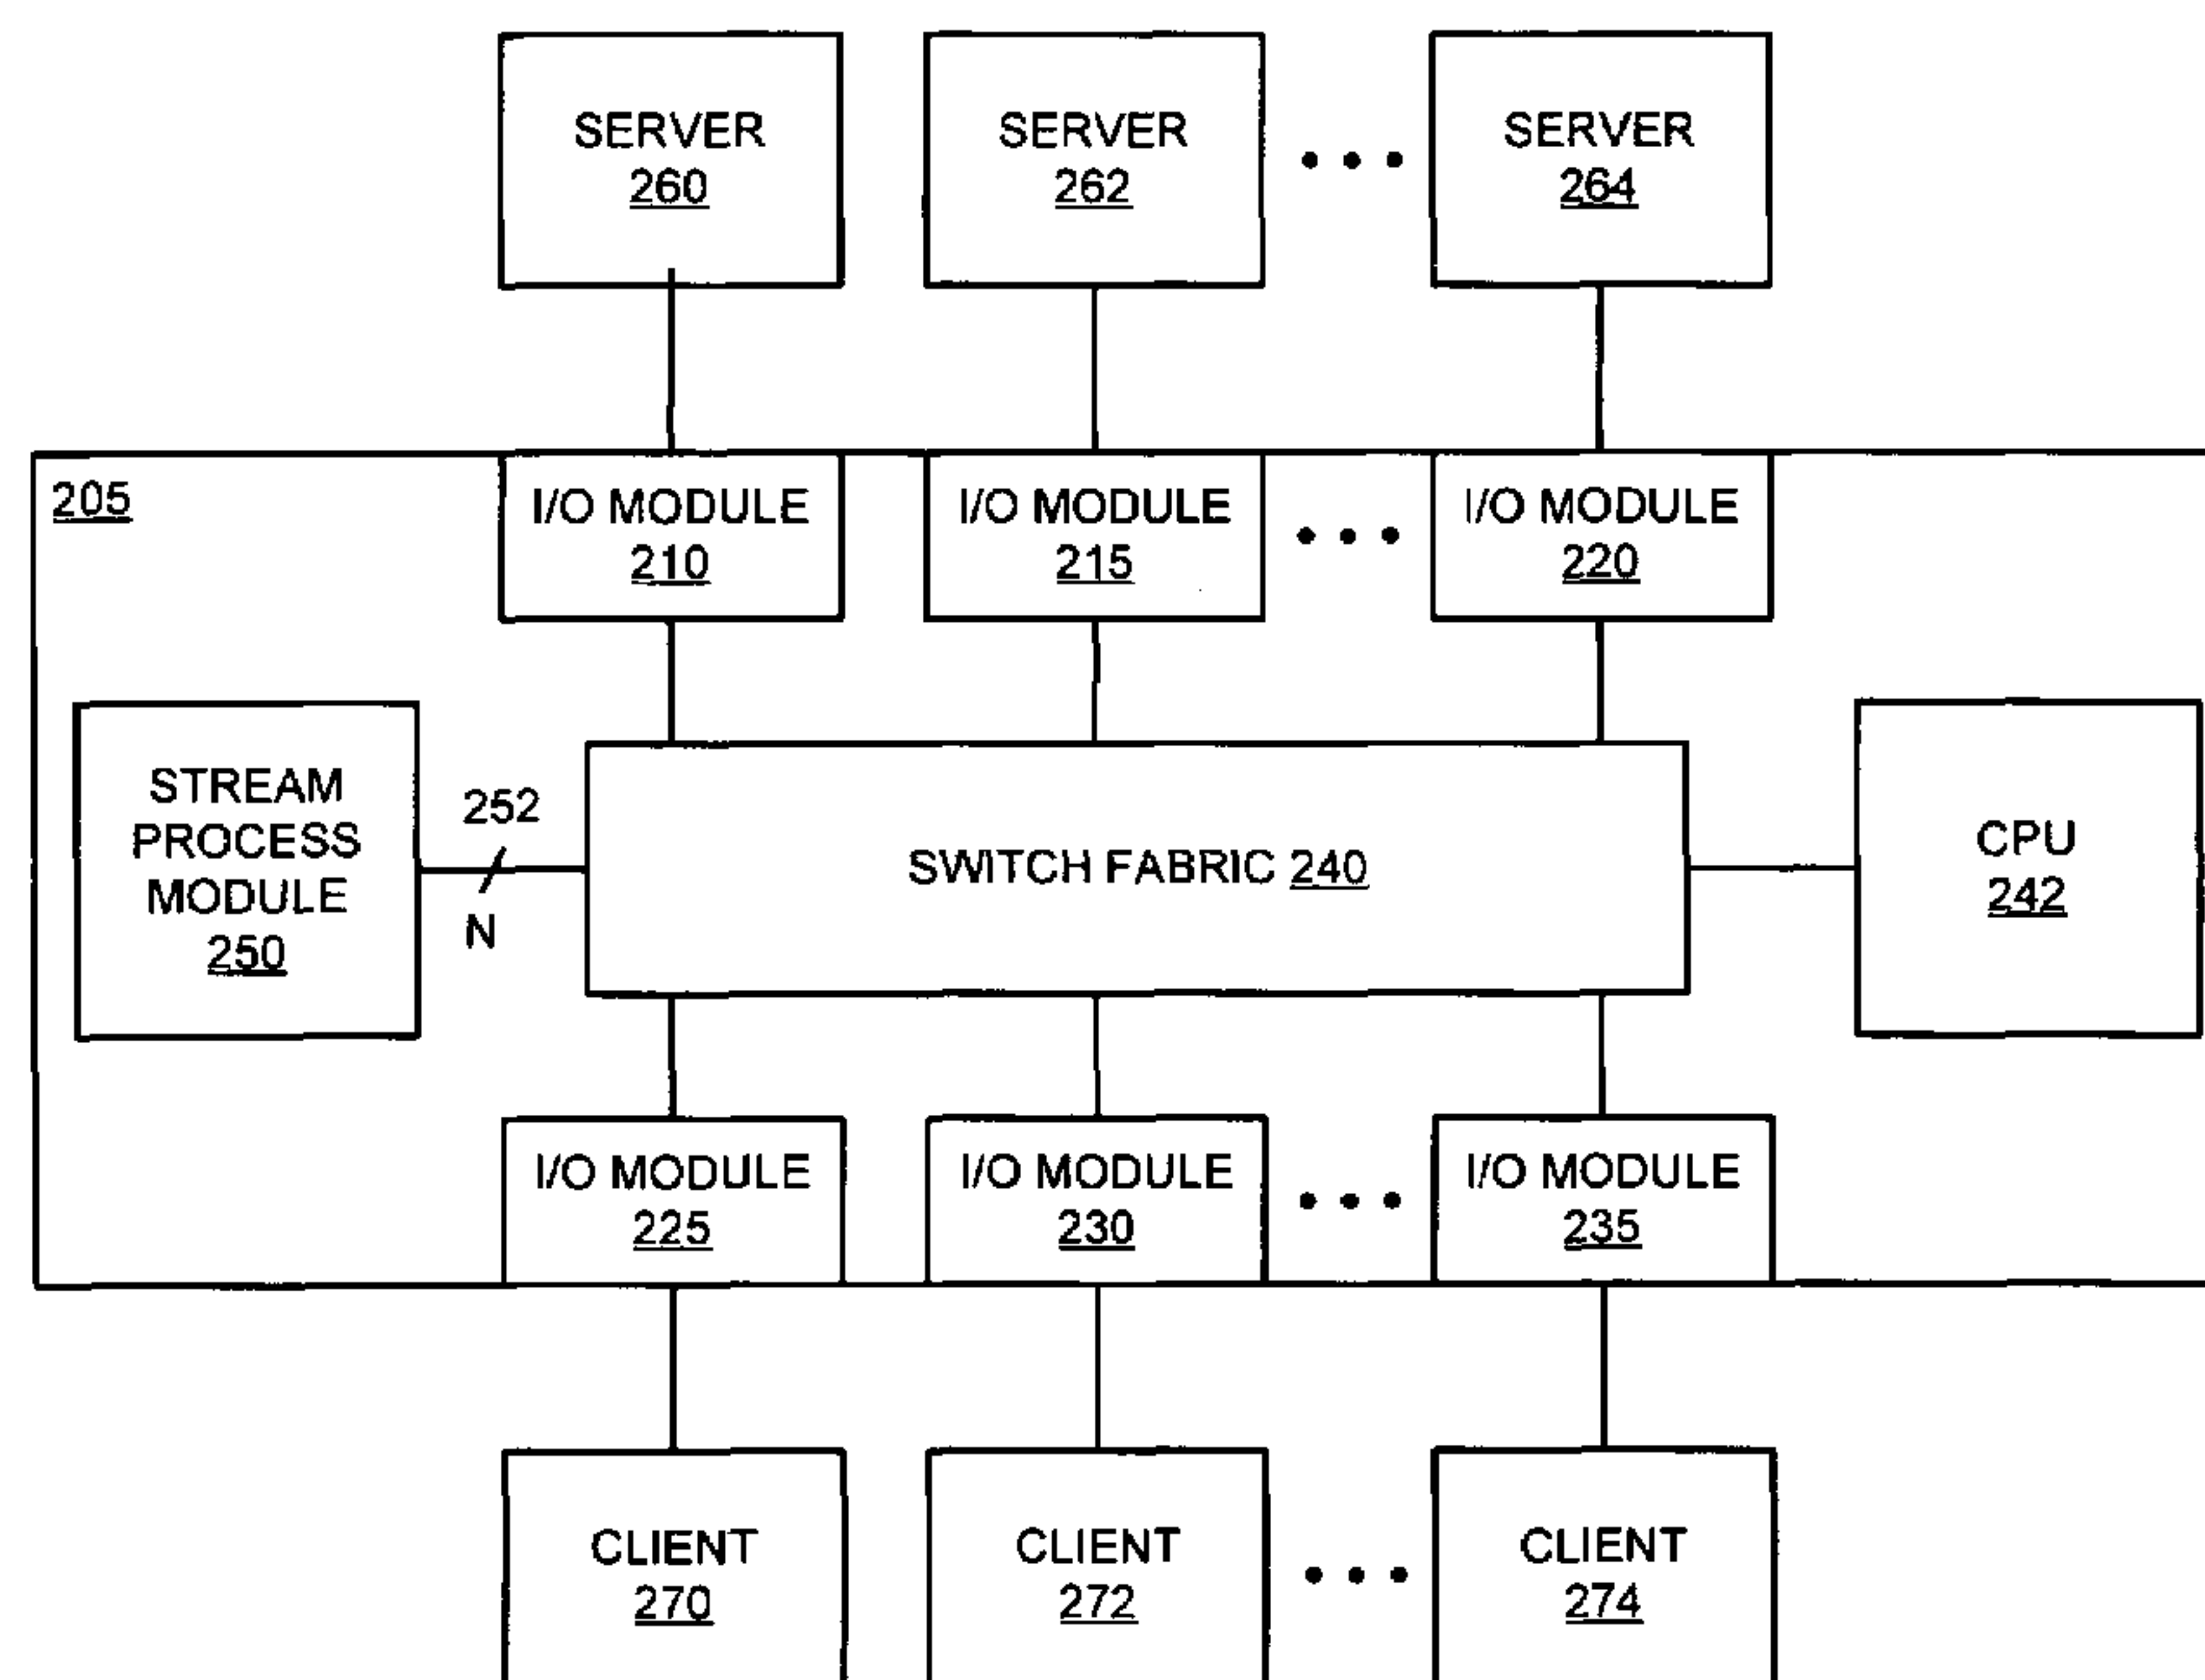 SERVER
260
SERVER
262
SERVER
264
205
I/O MODULE
210
I/O MODULE
215
I/O MODULE
220
STREAM
PROCESS
MODULE
250
252
N
SWITCH FABRIC 240
CPU
242
I/O MODULE
225
I/O MODULE
230
I/O MODULE
235
CLIENT
270
CLIENT
272
CLIENT
274